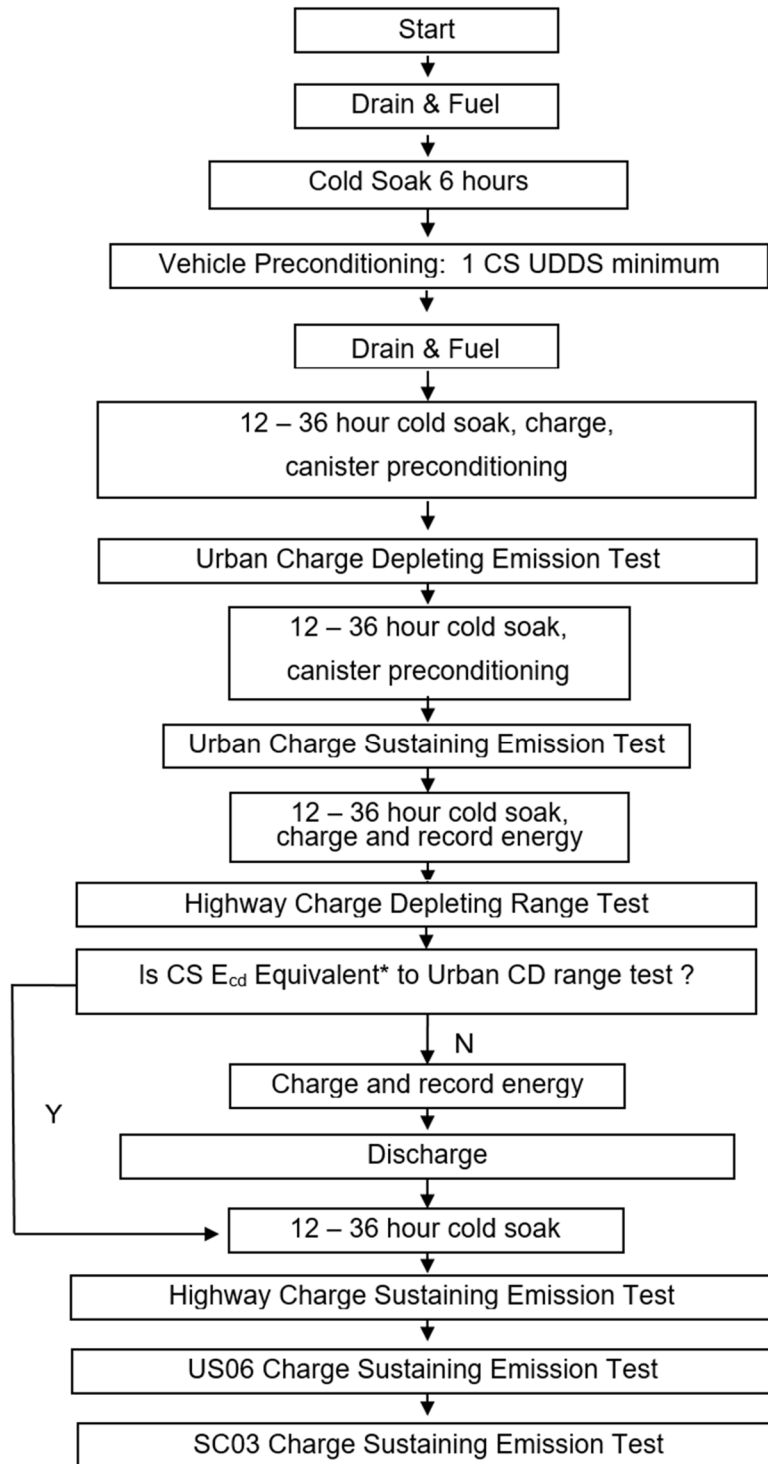 Start
Drain & Fuel
Cold Soak 6 hours
Vehicle Preconditioning: 1 CS UDDS minimum
Drain & Fuel
12 – 36 hour cold soak, charge,
canister preconditioning
Urban Charge Depleting Emission Test
12 – 36 hour cold soak,
canister preconditioning
Urban Charge Sustaining Emission Test
12 – 36 hour cold soak,
charge and record energy
Highway Charge Depleting Range Test
Is CS Ecd Equivalent* to Urban CD range test ?
N
Charge and record energy
Y
Discharge
12 – 36 hour cold soak
Highway Charge Sustaining Emission Test
US06 Charge Sustaining Emission Test
SC03 Charge Sustaining Emission Test